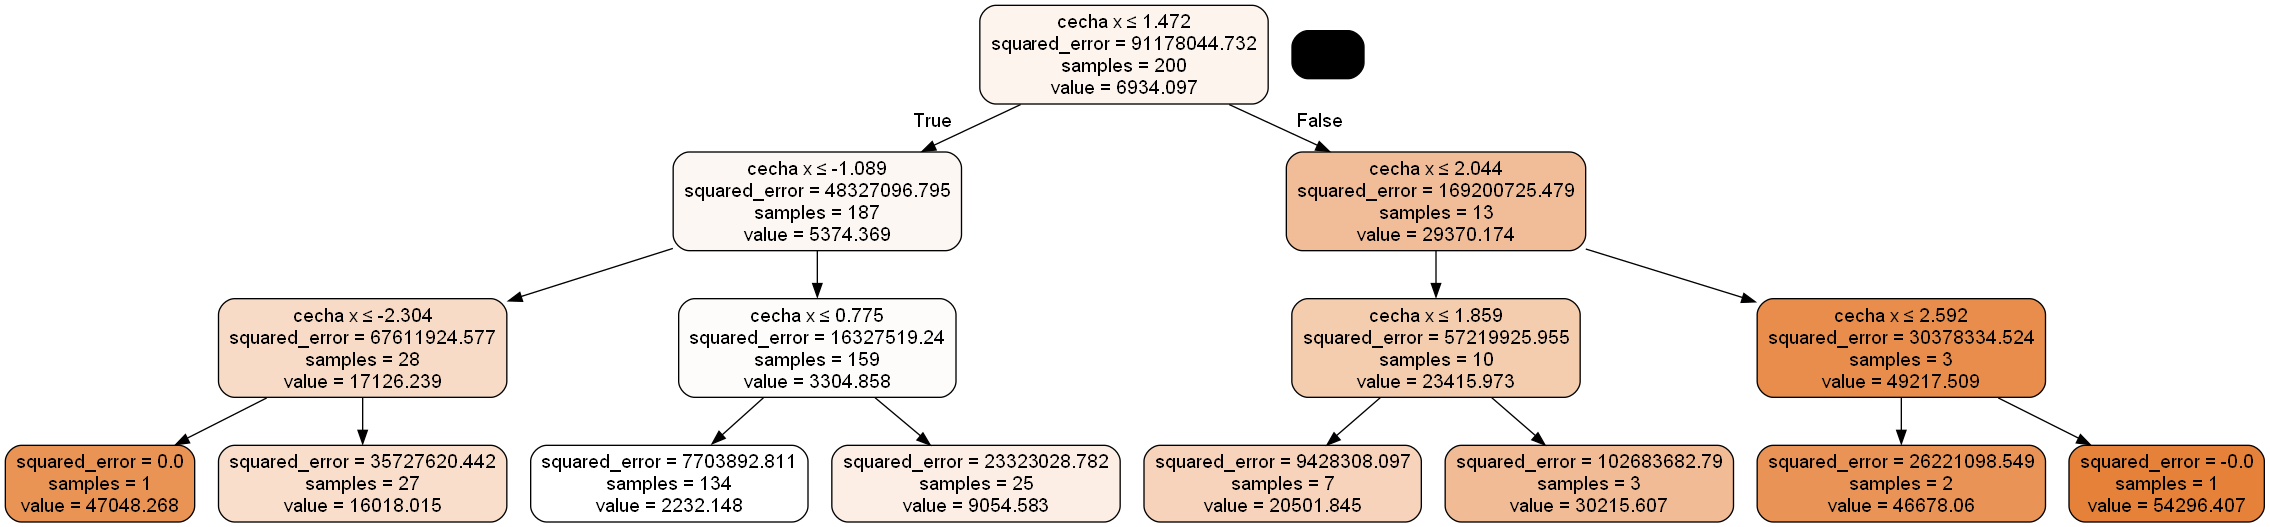 cecha x ≤ 1.472
squared_error = 91178044.732
samples = 200
value = 6934.097
True
False
cecha x ≤ -1.089
squared_error = 48327096.795
samples = 187
value = 5374.369
cecha x ≤ 2.044
squared_error = 169200725.479
samples = 13
value = 29370.174
cecha x ≤ -2.304
squared_error = 67611924.577
samples = 28
value = 17126.239
cecha x ≤ 0.775
squared_error = 16327519.24
samples = 159
value = 3304.858
cecha x ≤ 1.859
squared_error = 57219925.955
samples = 10
value = 23415.973
cecha x ≤ 2.592
squared_error = 30378334.524
samples = 3
value = 49217.509
squared_error = 0.0
samples = 1
value = 47048.268
squared_error = 35727620.442
samples = 27
value = 16018.015
squared_error = 7703892.811
samples = 134
value = 2232.148
squared_error = 23323028.782
samples = 25
value = 9054.583
squared_error = 9428308.097
samples = 7
value = 20501.845
squared_error = 102683682.79
samples = 3
value = 30215.607
squared_error = 26221098.549
samples = 2
value = 46678.06
squared_error = -0.0
samples = 1
value = 54296.407